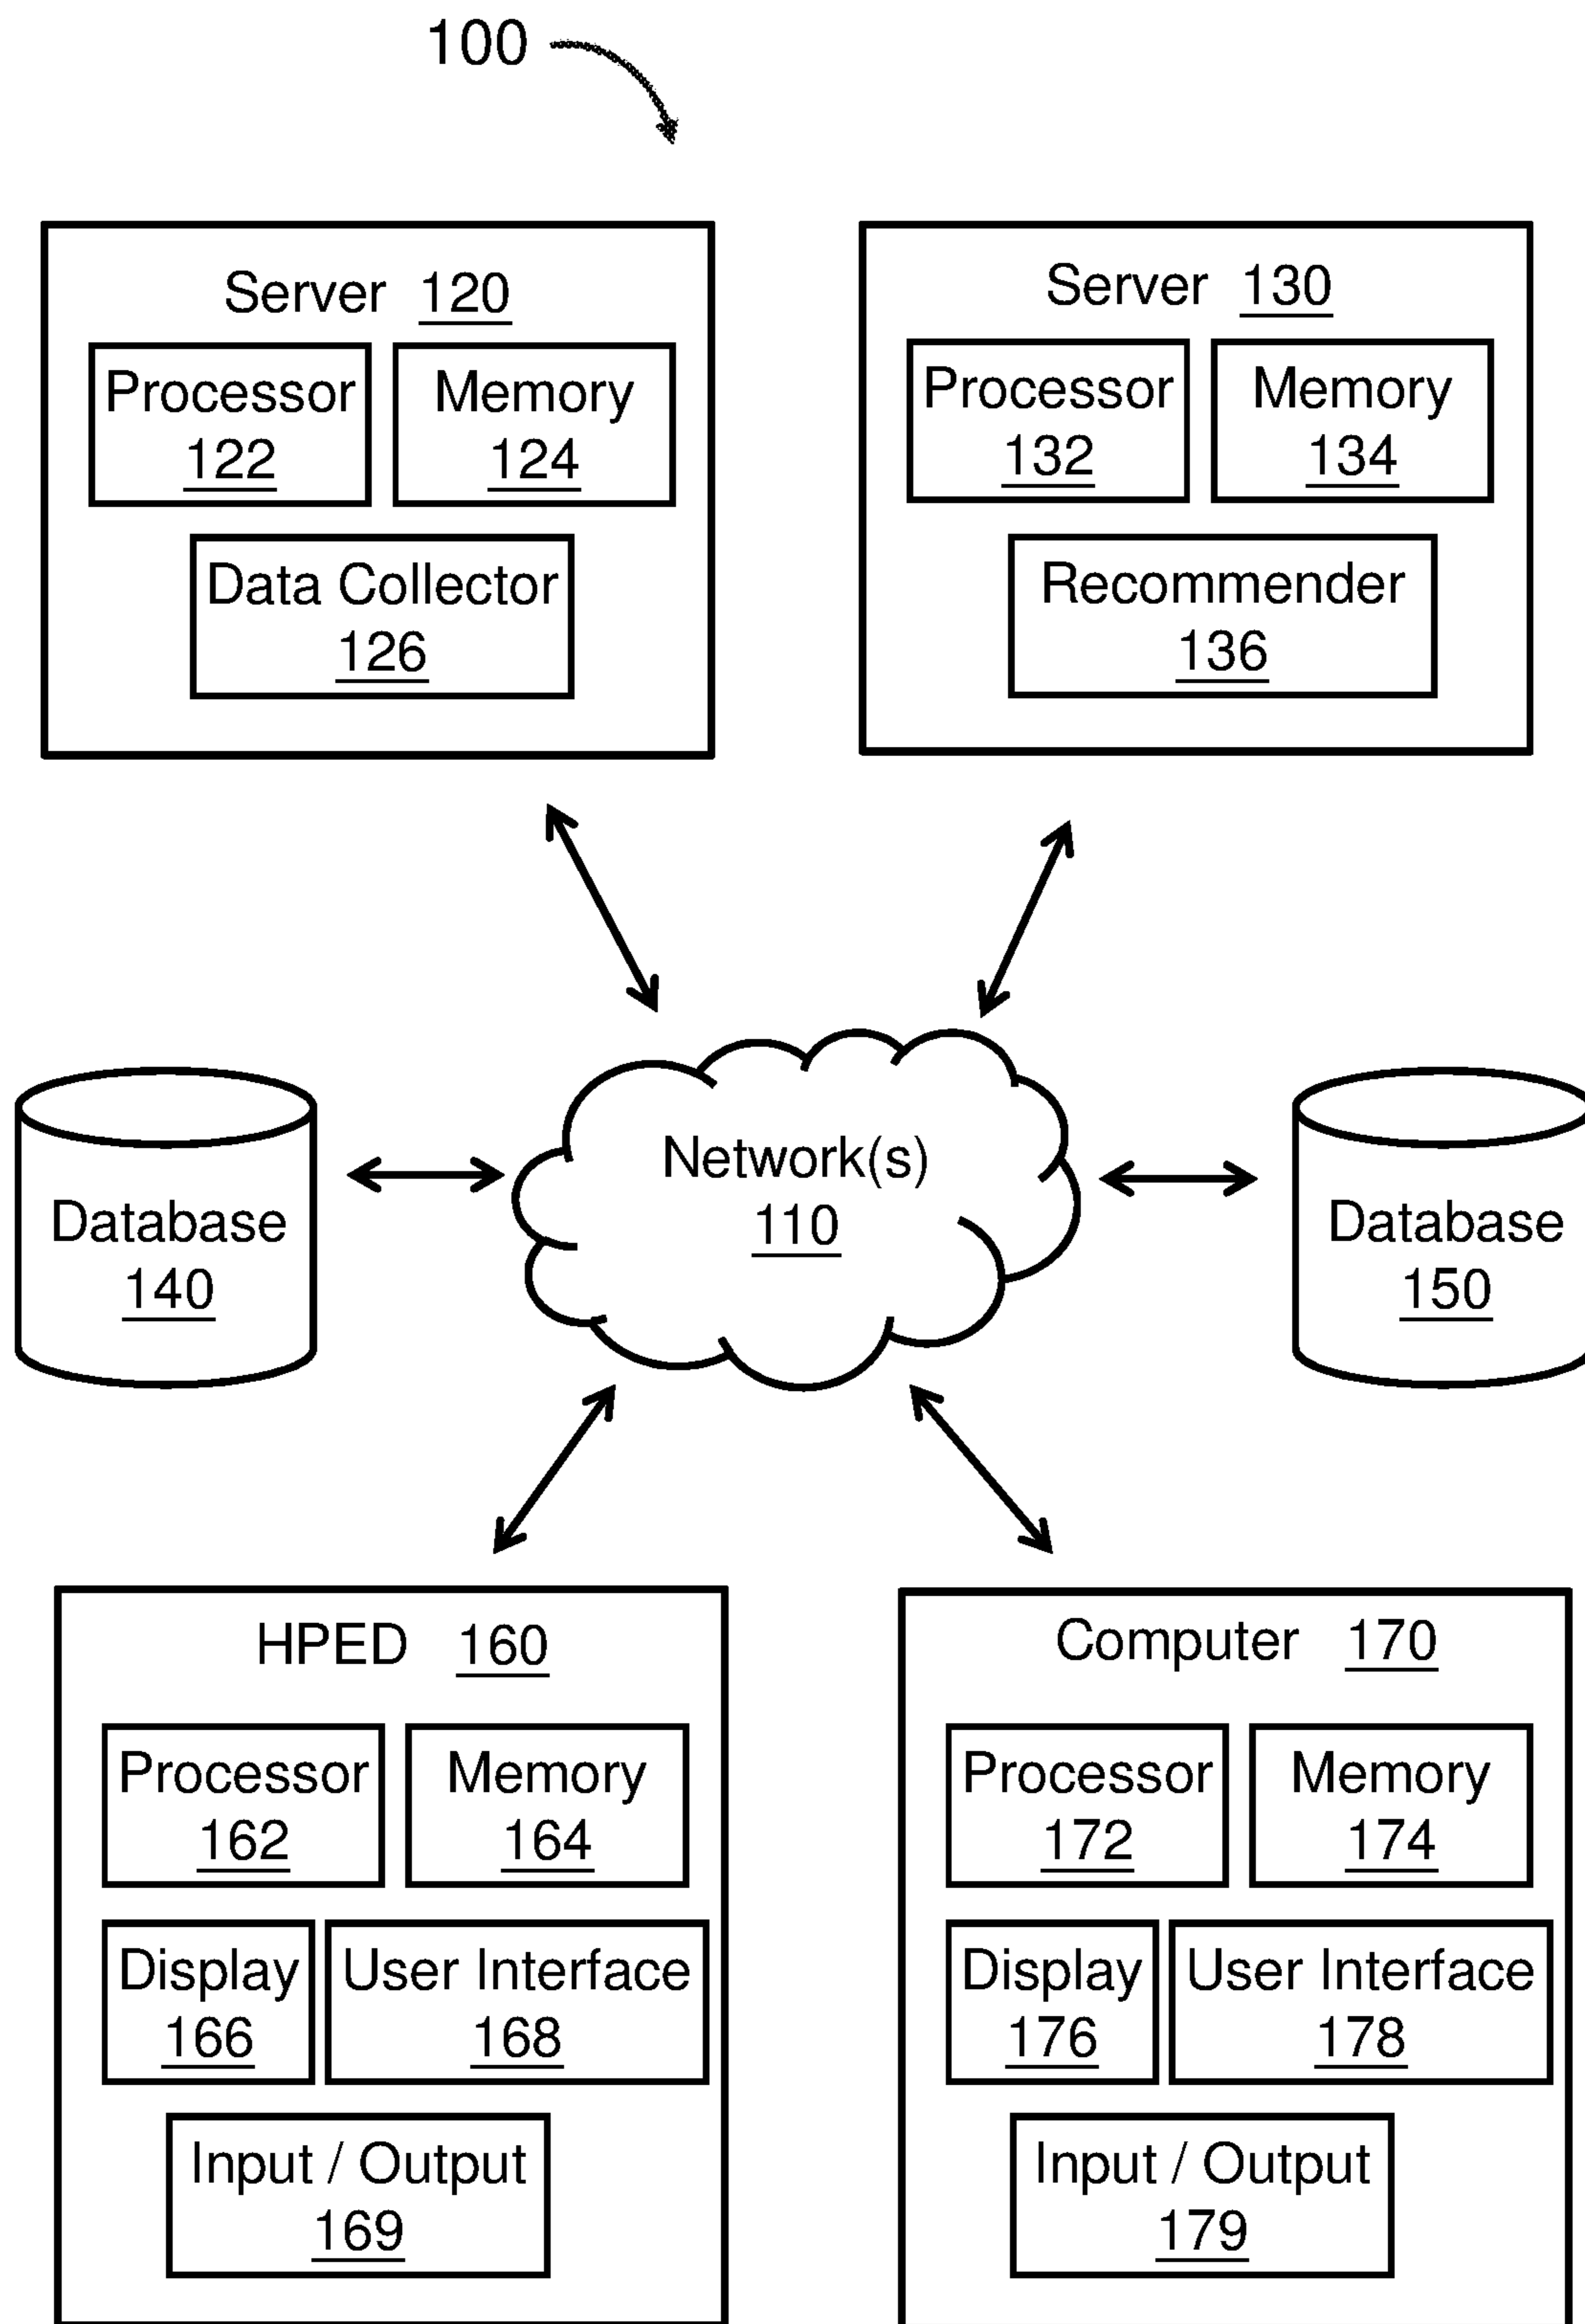 100
Server 120
Processor
122
Memory
124
Data Collector
126
Server 130
Processor
132
Memory
134
Recommender
136
Network(s)
110
Database
140
Database
150
HPED 160
Processor
162
Memory
164
Display
166
User Interface
168
Input / Output
169
Computer 170
Processor
172
Memory
174
Display
176
User Interface
178
Input / Output
179